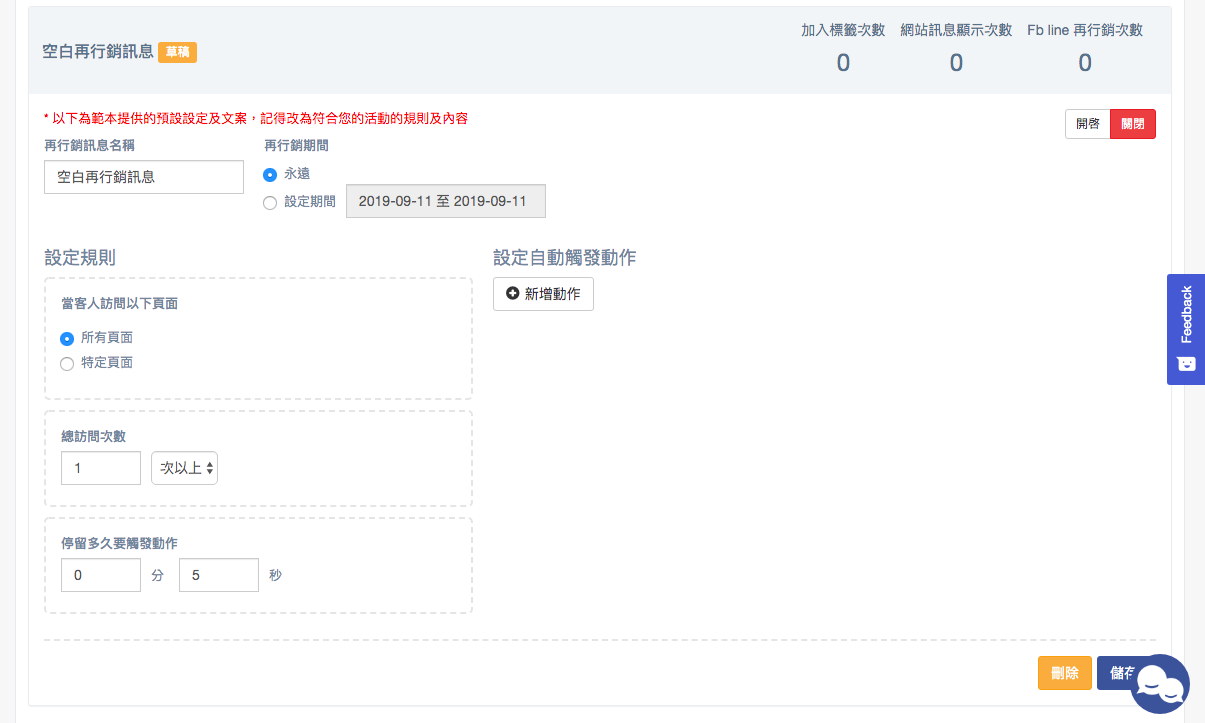 空白再行銷訊息 草稿
加入標籤次數 網站訊息顯示次數 Fb line 再行銷次數
0 0 0
* 以下為範本提供的預設設定及文案，記得改為符合您的活動的規則及內容
開啓 關閉
再行銷訊息名稱 再行銷期間
空白再行銷訊息
永遠
設定期間 2019-09-11 至 2019-09-11
設定規則
當客人訪問以下頁面
所有頁面
特定頁面
總訪問次數
1 次以上
停留多久要觸發動作
0 分 5 秒
設定自動觸發動作
新增動作
Feedback
刪除 儲存